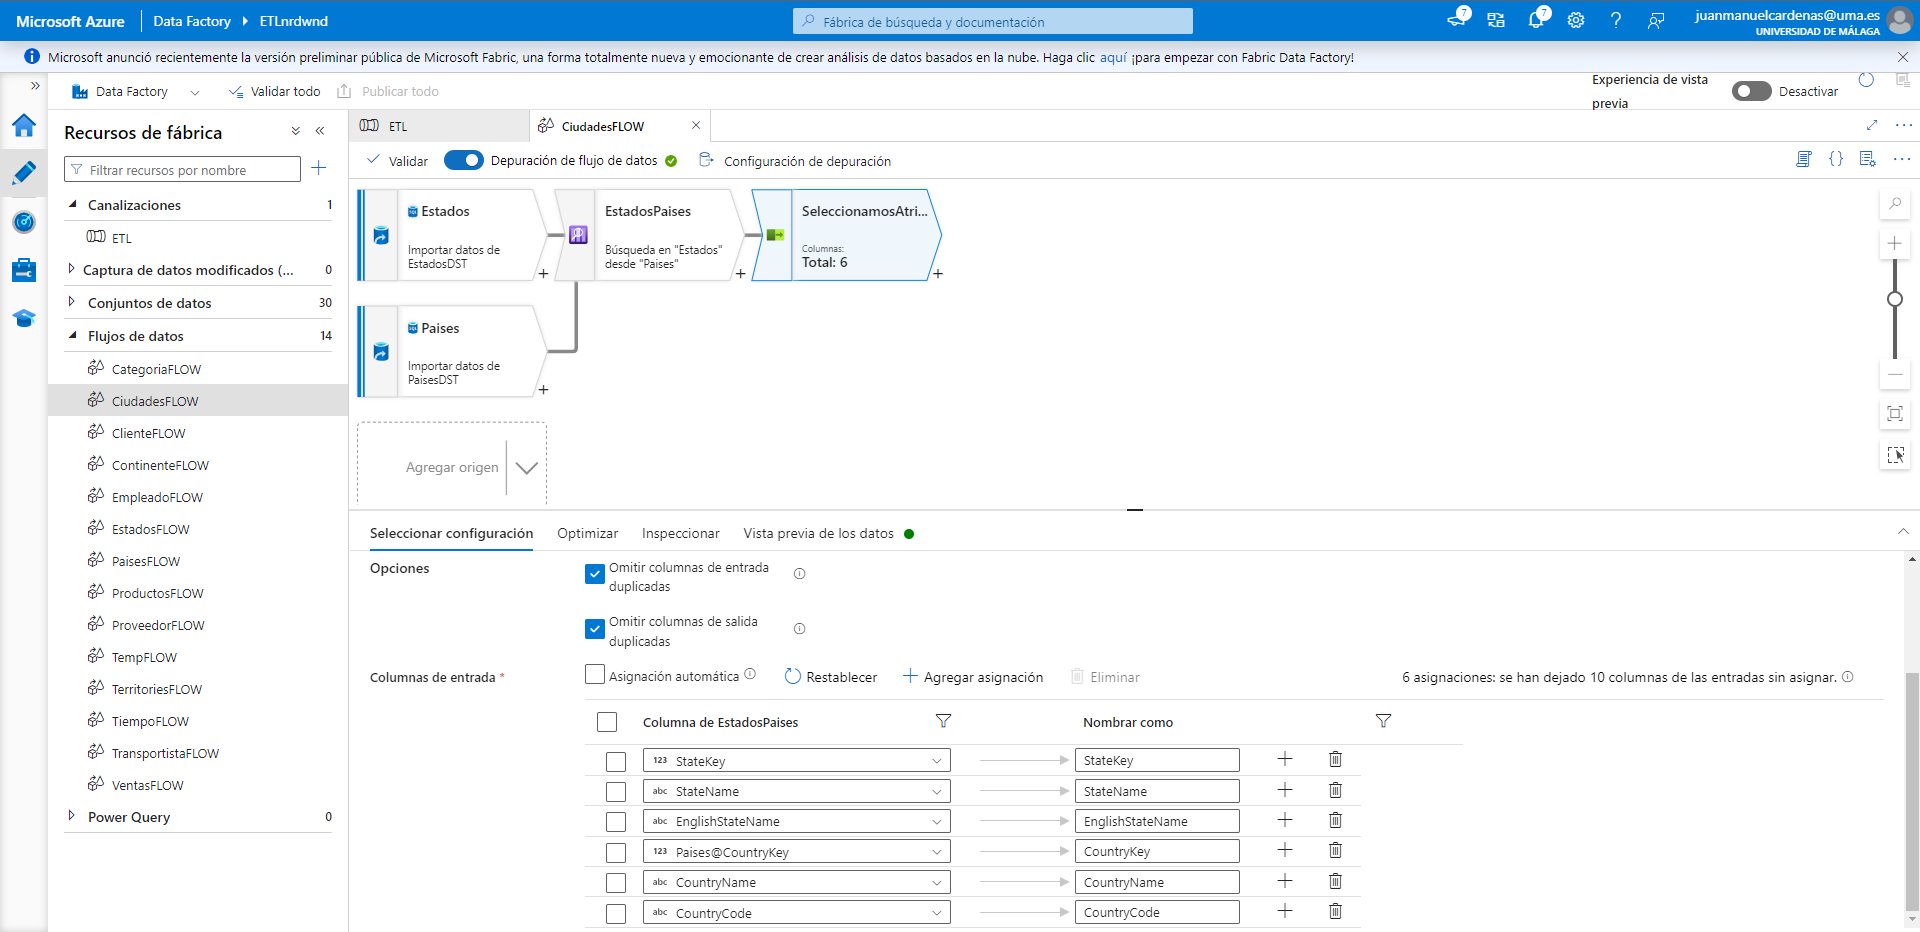 Microsoft Azure
Data Factory
ETLnrdwnd
Fábrica de búsqueda y documentación
7
7
juanmanuelcardenas@uma.es
UNIVERSIDAD DE MÁLAGA
Microsoft anunció recientemente la versión preliminar pública de Microsoft Fabric, una forma totalmente nueva y emocionante de crear análisis de datos basados en la nube. Haga clic aquí ¡para empezar con Fabric Data Factory!
Data Factory
Validar todo
Publicar todo
Experiencia de vista previa
Desactivar
Recursos de fábrica
Filtrar recursos por nombre
Canalizaciones 1
ETL
Captura de datos modificados (... 0
Conjuntos de datos 30
Flujos de datos 14
CategoriaFLOW
CiudadesFLOW
ClienteFLOW
ContinenteFLOW
EmpleadoFLOW
EstadosFLOW
PaisesFLOW
ProductosFLOW
ProveedorFLOW
TempFLOW
TerritoriesFLOW
TiempoFLOW
TransportistaFLOW
VentasFLOW
Power Query 0
ETL
CiudadesFLOW
Validar
Depuración de flujo de datos
Configuración de depuración
Estados
Importar datos de
EstadosDST
EstadosPaises
Búsqueda en "Estados"
desde "Paises"
SeleccionamosAtri...
Columnas:
Total: 6
Paises
Importar datos de
PaisesDST
Agregar origen
Seleccionar configuración
Optimizar
Inspeccionar
Vista previa de los datos
Opciones
Omitir columnas de entrada
duplicadas
Omitir columnas de salida
duplicadas
Columnas de entrada *
Asignación automática
Restablecer
Agregar asignación
Eliminar
6 asignaciones: se han dejado 10 columnas de las entradas sin asignar.
Columna de EstadosPaises
Nombrar como
123 StateKey
StateKey
abc StateName
StateName
abc EnglishStateName
EnglishStateName
123 Paises@CountryKey
CountryKey
abc CountryName
CountryName
abc CountryCode
CountryCode